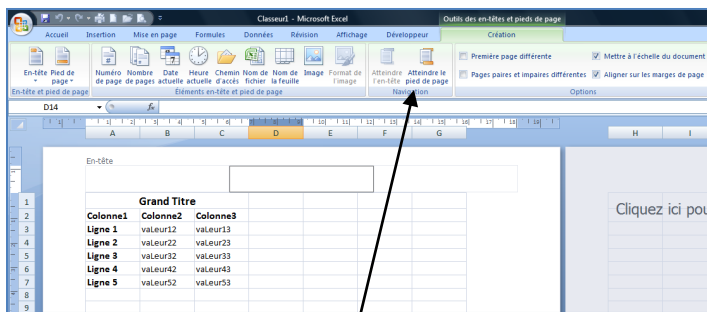 Classeur1 - Microsoft Excel
Outils des en-têtes et pieds de page
Accueil Insertion Mise en page Formules Données Révision Affichage Développeur Création
En-tête Pied de page
Numéro de page Nombre de pages Date actuelle Heure actuelle Chemin d'accès Nom de fichier Nom de la feuille Image Format de l'image
Atteindre l'en-tête Atteindre le pied de page
Première page différente Mettre à l'échelle du document
Pages paires et impaires différentes Aligner sur les marges de page
En-tête et pied de page Éléments en-tête et pied de page Navigation Options
D14 fx
A B C D E F G H I
En-tête
1 Grand Titre
2 Colonne1 Colonne2 Colonne3
3 Ligne 1 vaLeur12 vaLeur13
4 Ligne 2 vaLeur22 vaLeur23
5 Ligne 3 vaLeur32 vaLeur33
6 Ligne 4 vaLeur42 vaLeur43
7 Ligne 5 vaLeur52 vaLeur53
8
9
Cliquez ici pou